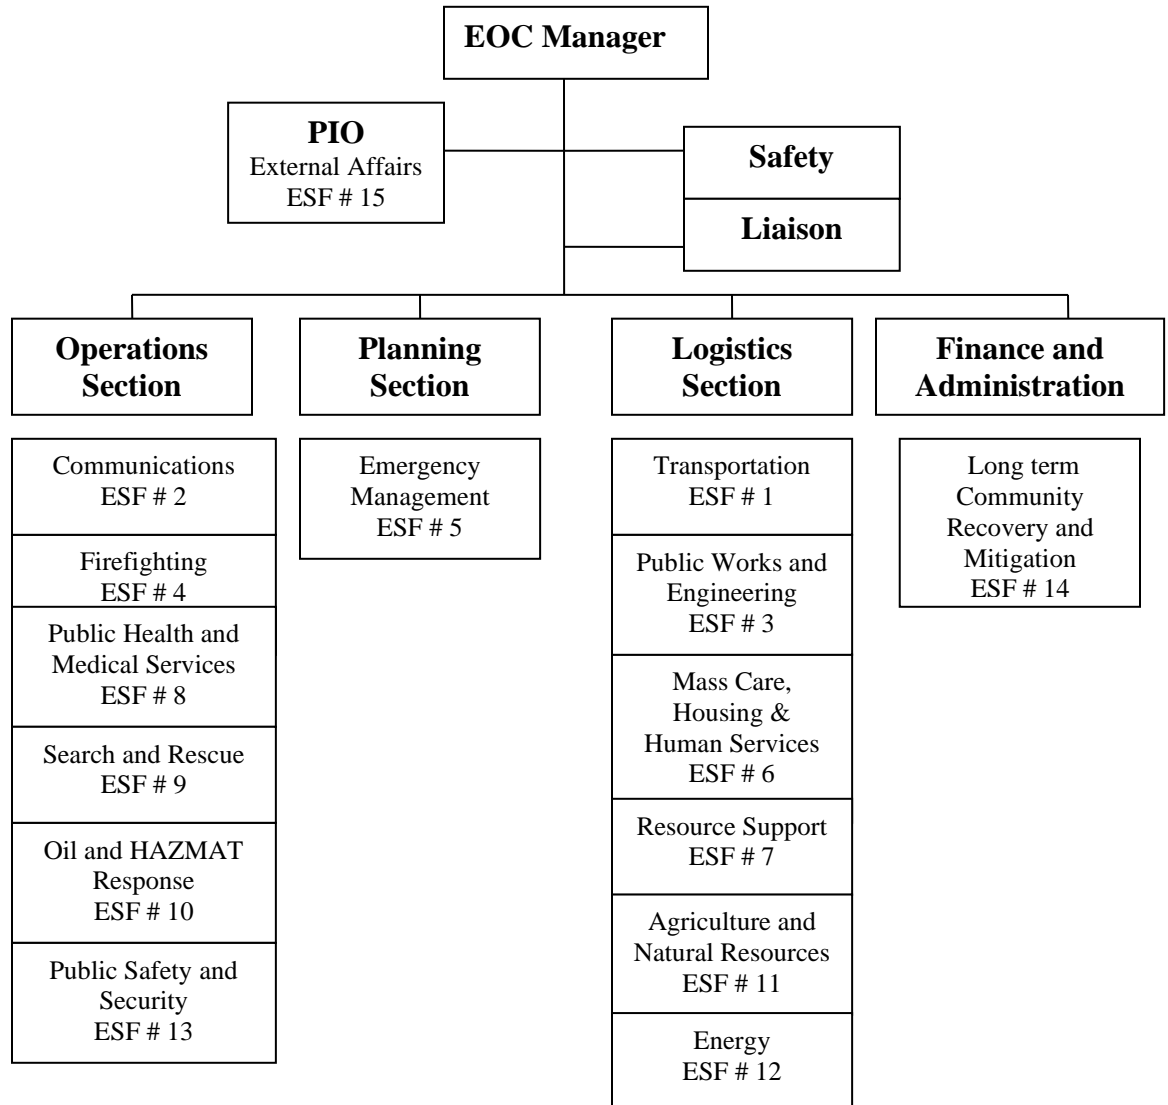 EOC Manager
PIO
External Affairs
ESF # 15
Safety
Liaison
Operations
Section
Planning
Section
Logistics
Section
Finance and
Administration
Communications
ESF # 2
Firefighting
ESF # 4
Public Health and
Medical Services
ESF # 8
Search and Rescue
ESF # 9
Oil and HAZMAT
Response
ESF # 10
Public Safety and
Security
ESF # 13
Emergency
Management
ESF # 5
Transportation
ESF # 1
Public Works and
Engineering
ESF # 3
Mass Care,
Housing &
Human Services
ESF # 6
Resource Support
ESF # 7
Agriculture and
Natural Resources
ESF # 11
Energy
ESF # 12
Long term
Community
Recovery and
Mitigation
ESF # 14